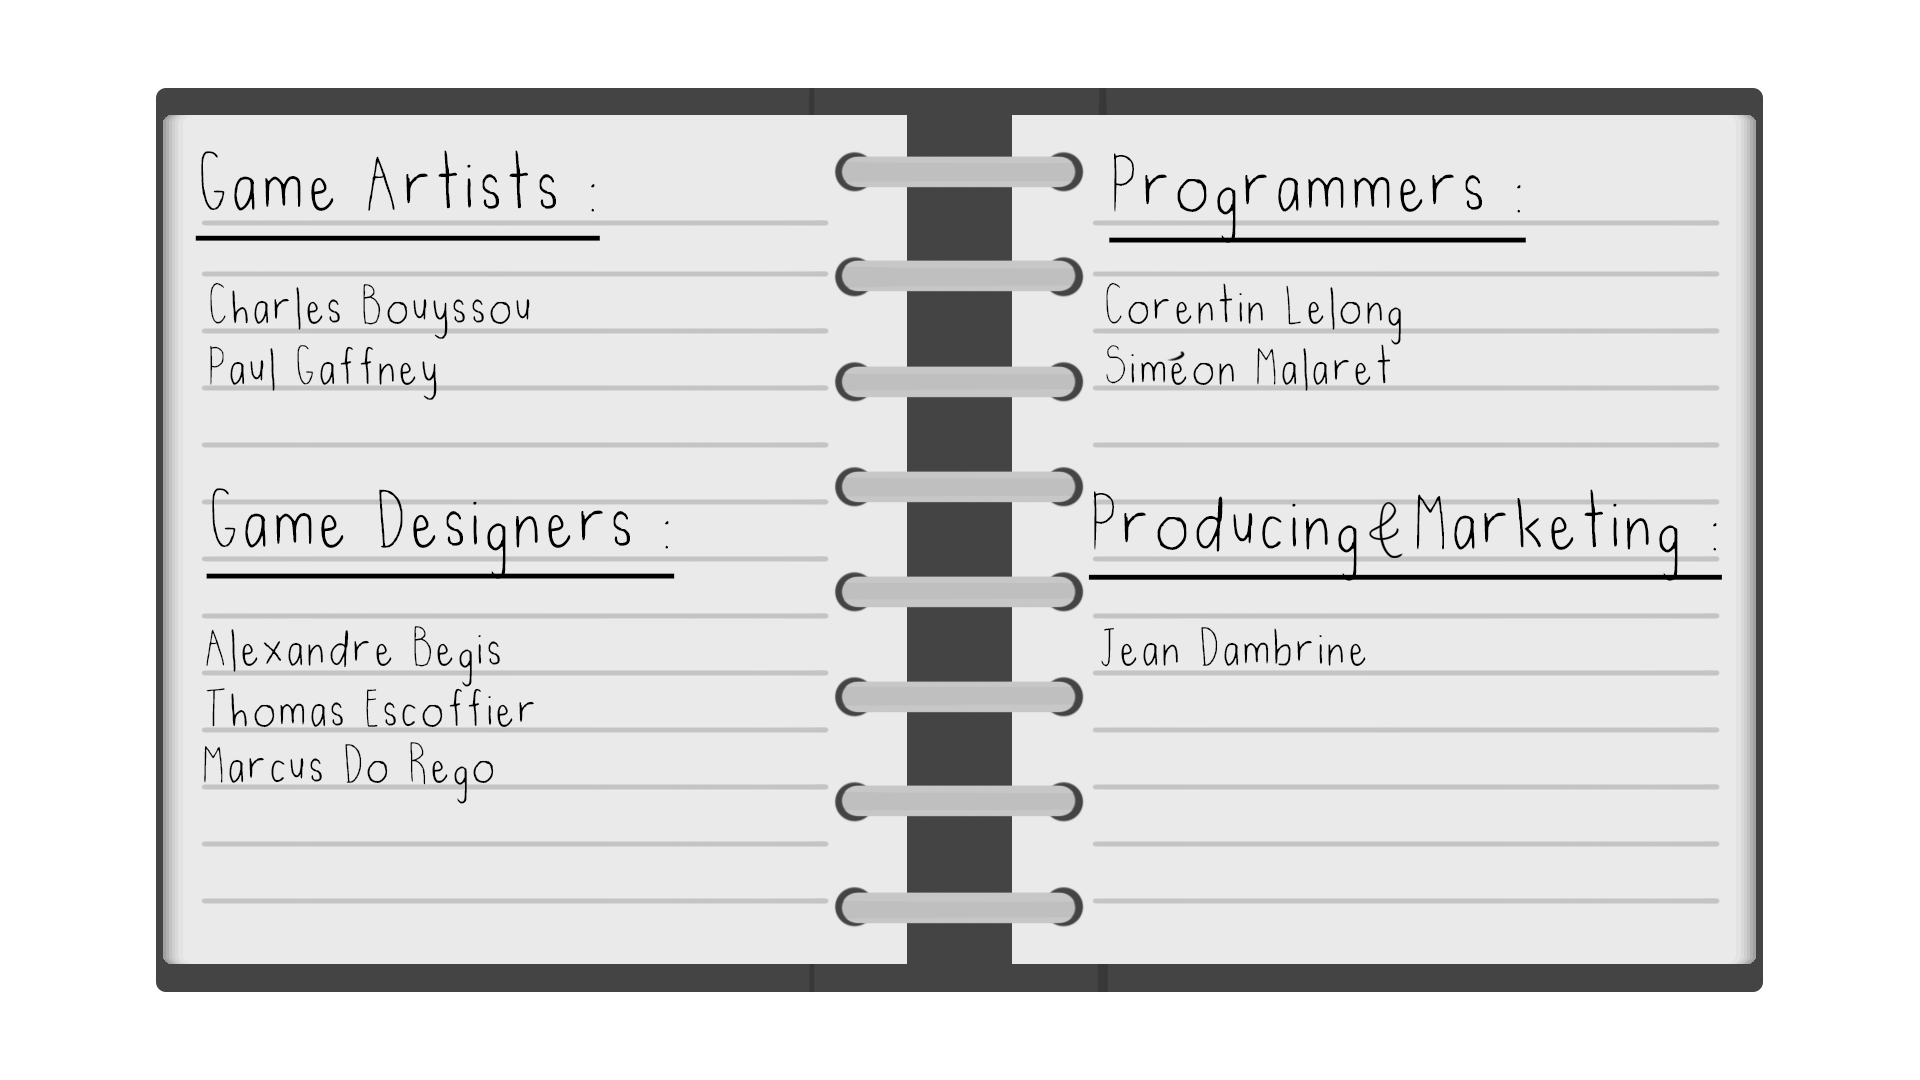 Game Artists :
Charles Bouyssou
Paul Gaffney
Game Designers :
Alexandre Begis
Thomas Escoffier
Marcus Do Rego
Programmers :
Corentin Lelong
Siméon Malaret
Producing&Marketing :
Jean Dambrine